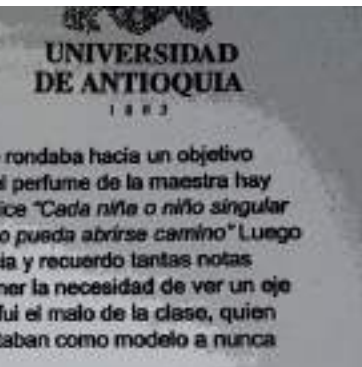 UNIVERSIDAD
DE ANTIOQUIA
1803
rondaba hacia un objetivo
perfume de la maestra hay
"Cada niña o niño singular
pueda abrirse camino" Luego
y recuerdo tantas notas
la necesidad de ver un eje
fui el malo de la clase, quien
como modelo a nunca